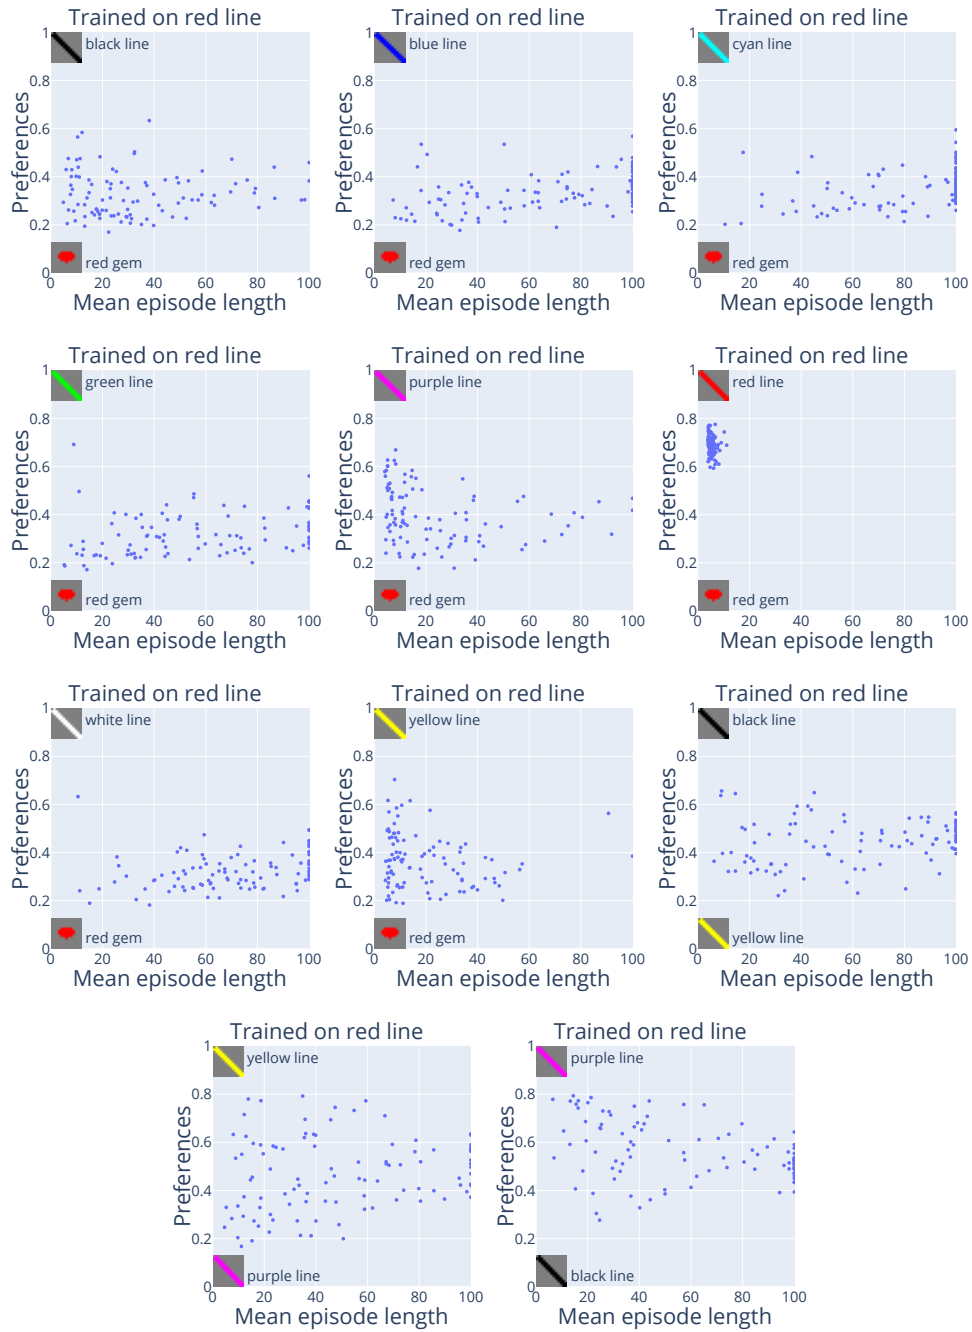 Trained on red line
Trained on red line
Trained on red line
1
black line
0.8
0.6
0.4
0.2
0
red gem
0 20 40 60 80 100
Mean episode length
Preferences
1
blue line
0.8
0.6
0.4
0.2
0
red gem
0 20 40 60 80 100
Mean episode length
Preferences
1
cyan line
0.8
0.6
0.4
0.2
0
red gem
0 20 40 60 80 100
Mean episode length
Preferences
Trained on red line
Trained on red line
Trained on red line
1
green line
0.8
0.6
0.4
0.2
0
red gem
0 20 40 60 80 100
Mean episode length
Preferences
1
purple line
0.8
0.6
0.4
0.2
0
red gem
0 20 40 60 80 100
Mean episode length
Preferences
1
red line
0.8
0.6
0.4
0.2
0
red gem
0 20 40 60 80 100
Mean episode length
Preferences
Trained on red line
Trained on red line
Trained on red line
1
white line
0.8
0.6
0.4
0.2
0
red gem
0 20 40 60 80 100
Mean episode length
Preferences
1
yellow line
0.8
0.6
0.4
0.2
0
red gem
0 20 40 60 80 100
Mean episode length
Preferences
1
black line
0.8
0.6
0.4
0.2
0
yellow line
0 20 40 60 80 100
Mean episode length
Preferences
Trained on red line
Trained on red line
1
yellow line
0.8
0.6
0.4
0.2
0
purple line
0 20 40 60 80 100
Mean episode length
Preferences
1
purple line
0.8
0.6
0.4
0.2
0
black line
0 20 40 60 80 100
Mean episode length
Preferences